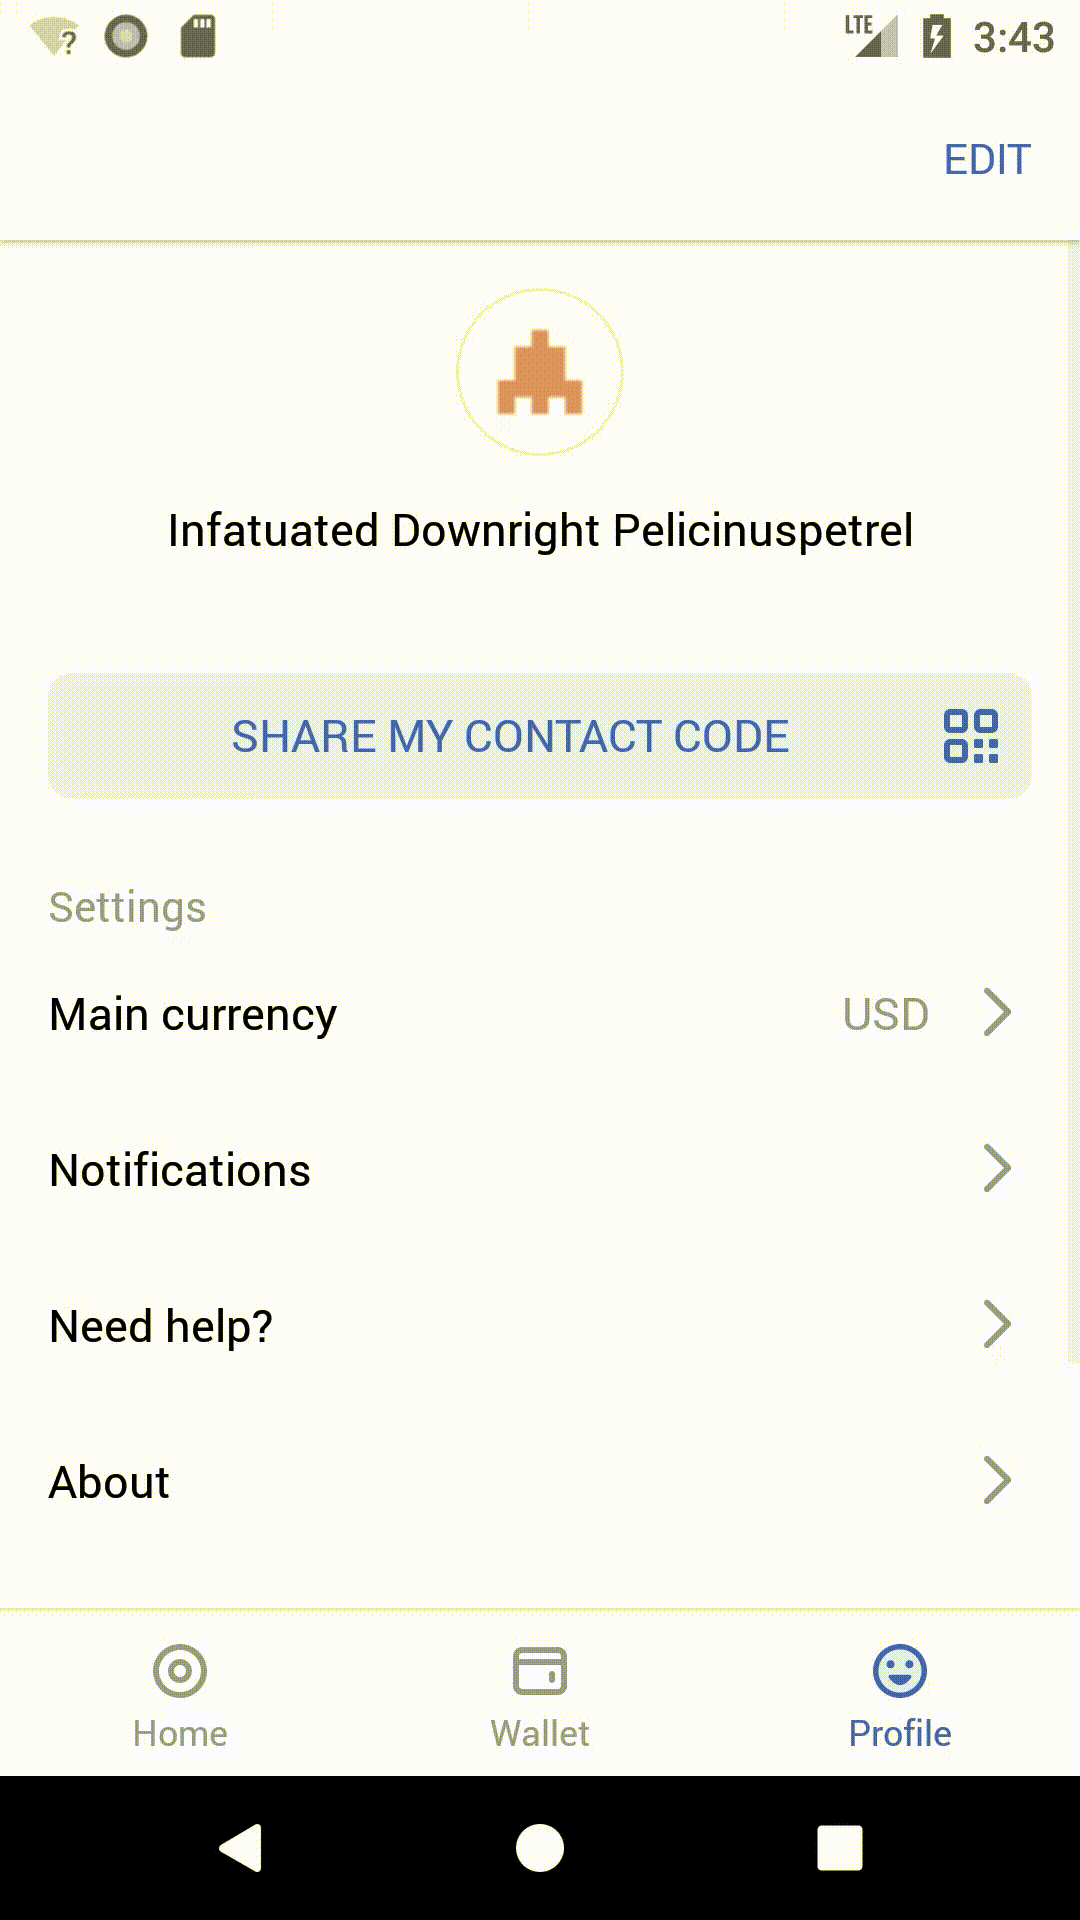 LTE 3:43
EDIT
Infatuated Downright Pelicinuspetrel
SHARE MY CONTACT CODE
Settings
Main currency USD
Notifications
Need help?
About
Home Wallet Profile